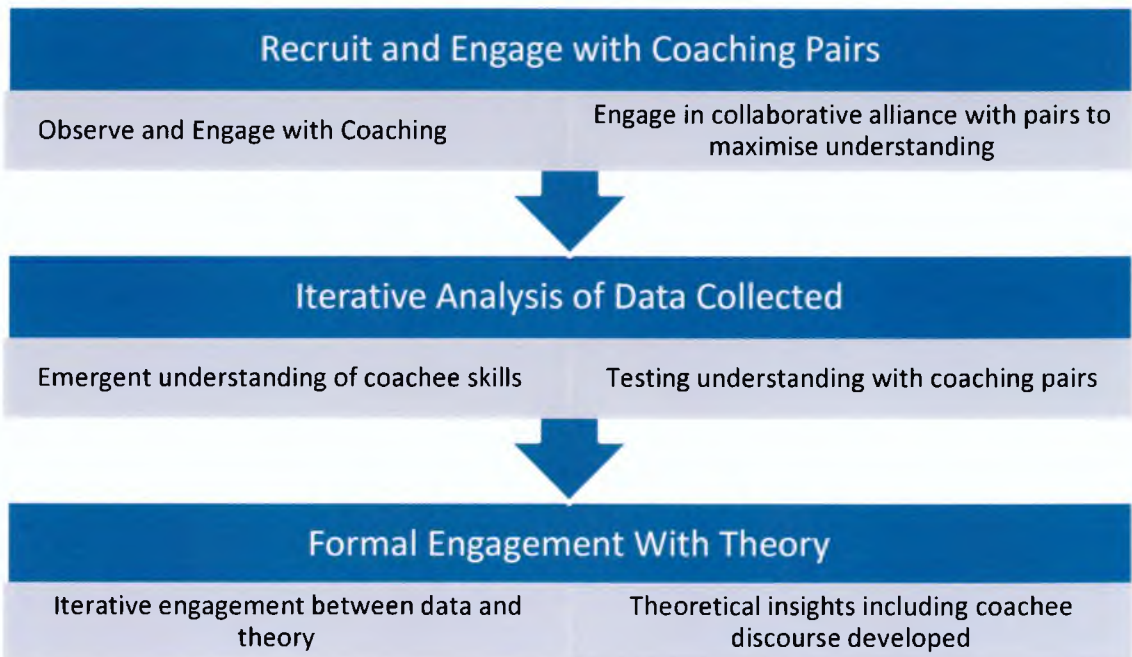 Recruit and Engage with Coaching Pairs
Observe and Engage with Coaching
Engage in collaborative alliance with pairs to
maximise understanding
Iterative Analysis of Data Collected
Emergent understanding of coachee skills
Testing understanding with coaching pairs
Formal Engagement With Theory
Iterative engagement between data and
theory
Theoretical insights including coachee
discourse developed